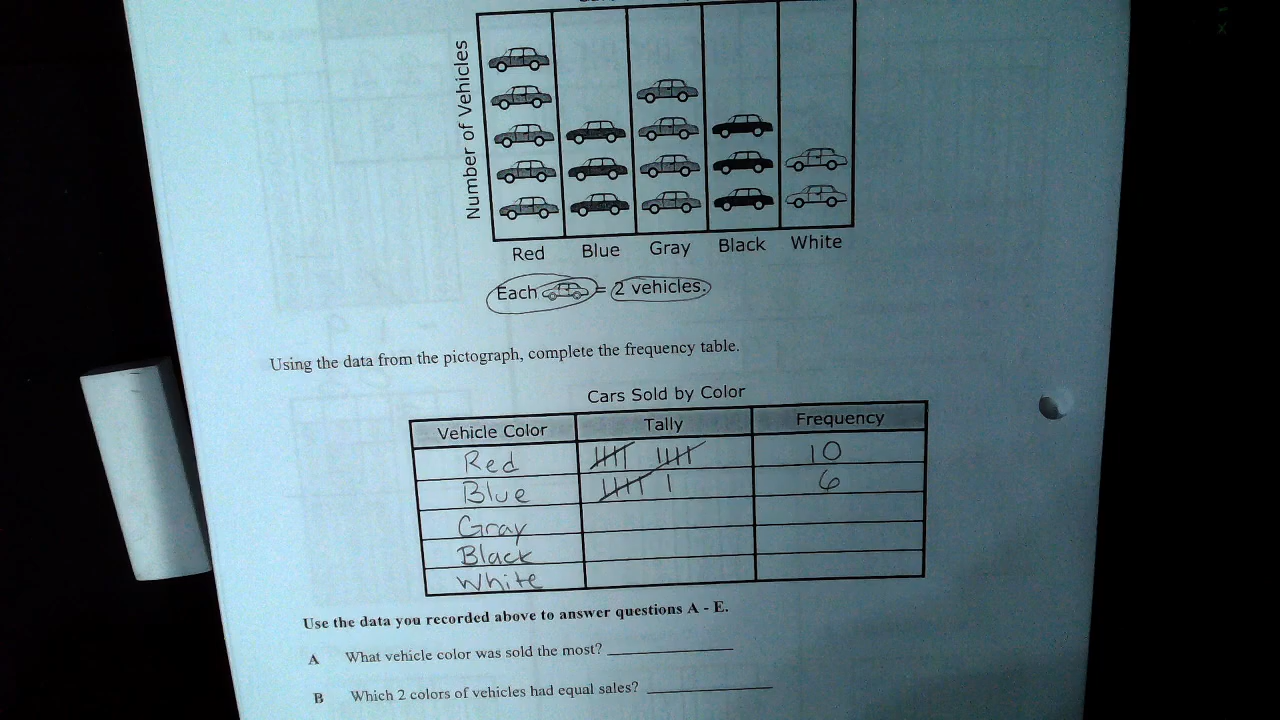 Number of Vehicles
Red Blue Gray Black White
Each = 2 vehicles.
Using the data from the pictograph, complete the frequency table.
Cars Sold by Color
Vehicle Color Tally Frequency
Red 10
Blue 6
Gray
Black
White
Use the data you recorded above to answer questions A - E.
A What vehicle color was sold the most?
B Which 2 colors of vehicles had equal sales?